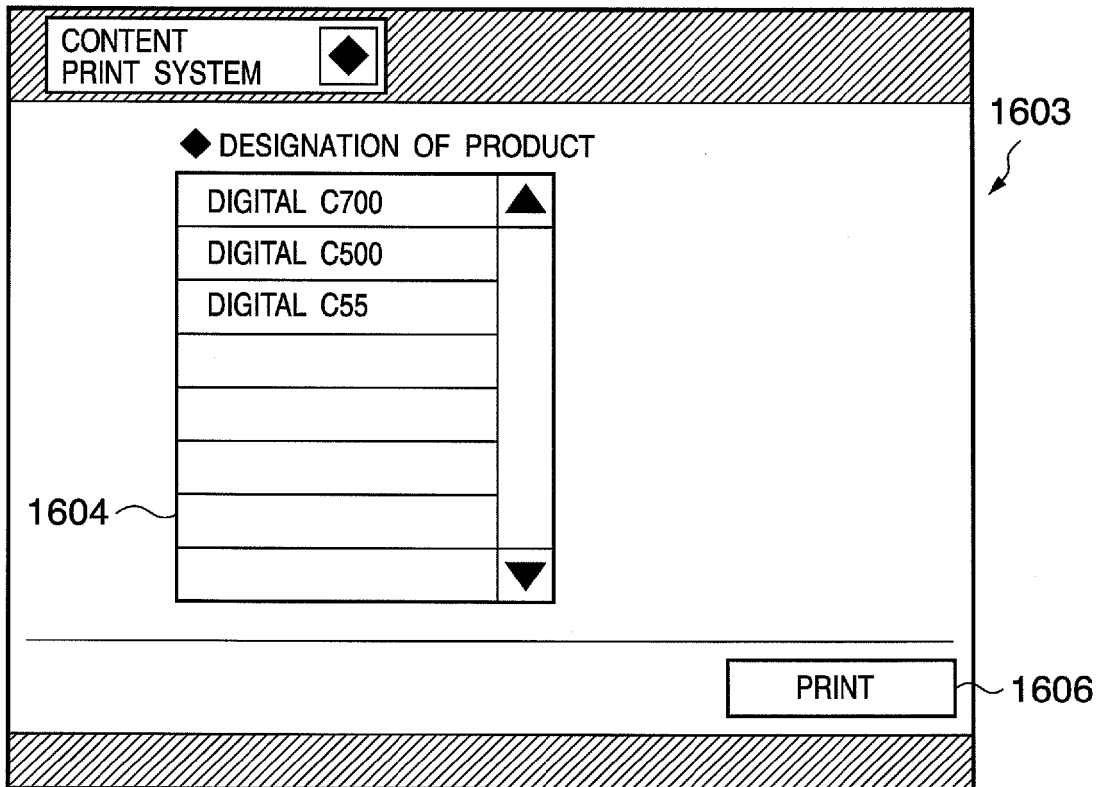 CONTENT
PRINT SYSTEM
1603
◆ DESIGNATION OF PRODUCT
DIGITAL C700
DIGITAL C500
DIGITAL C55
1604
PRINT
1606